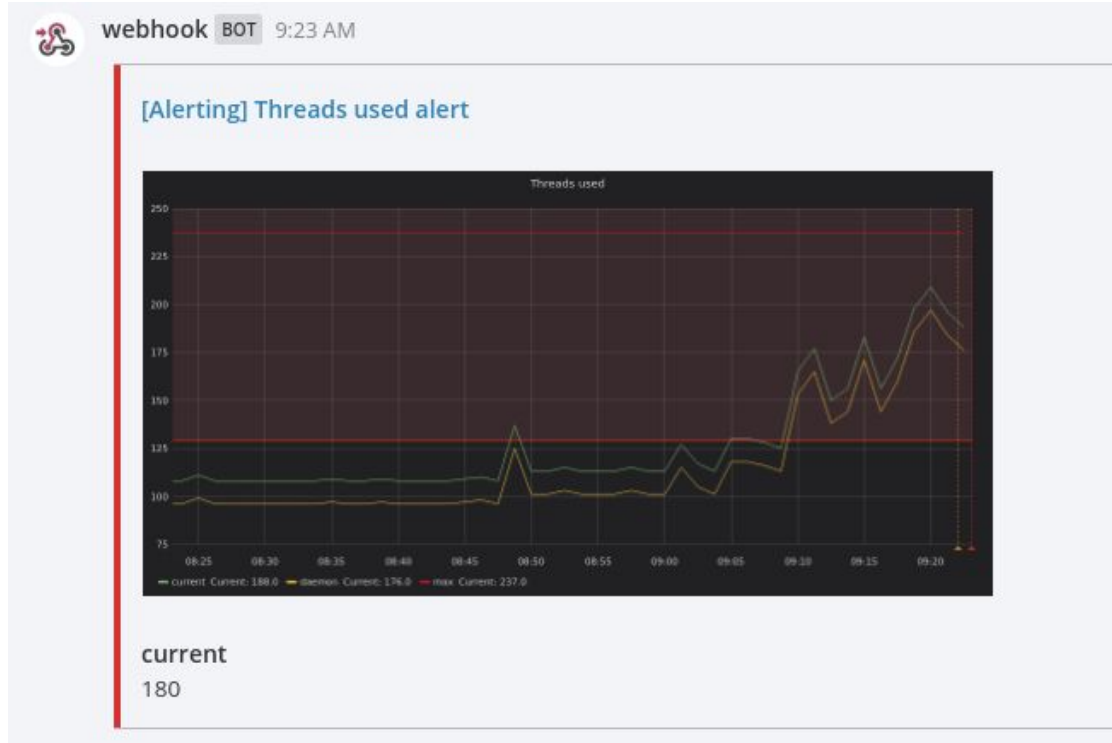 webhook BOT 9:23 AM
[Alerting] Threads used alert
Threads used
250
225
200
175
150
125
100
75
08:25 08:30 08:35 08:40 08:45 08:50 08:55 09:00 09:05 09:10 09:15 09:20
current Current: 188.0 daemon Current: 176.0 max Current: 237.0
current
180